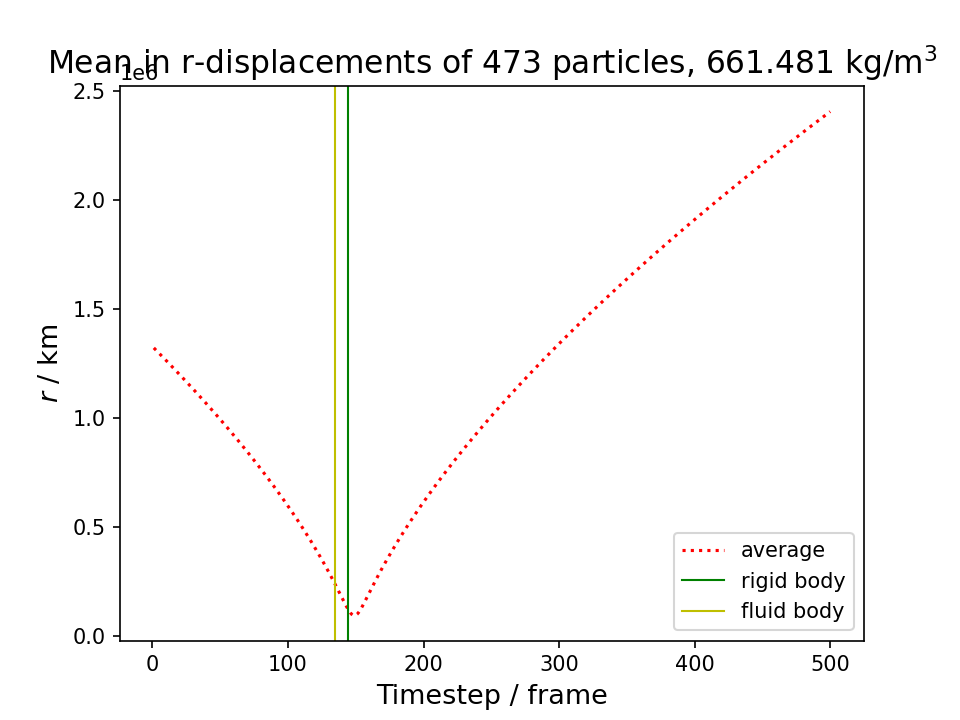 Mean in r-displacements of 473 particles, 661.481 kg/m³
1e6
2.5
2.0
1.5
1.0
0.5
0.0
r / km
0 100 200 300 400 500
Timestep / frame
average
rigid body
fluid body